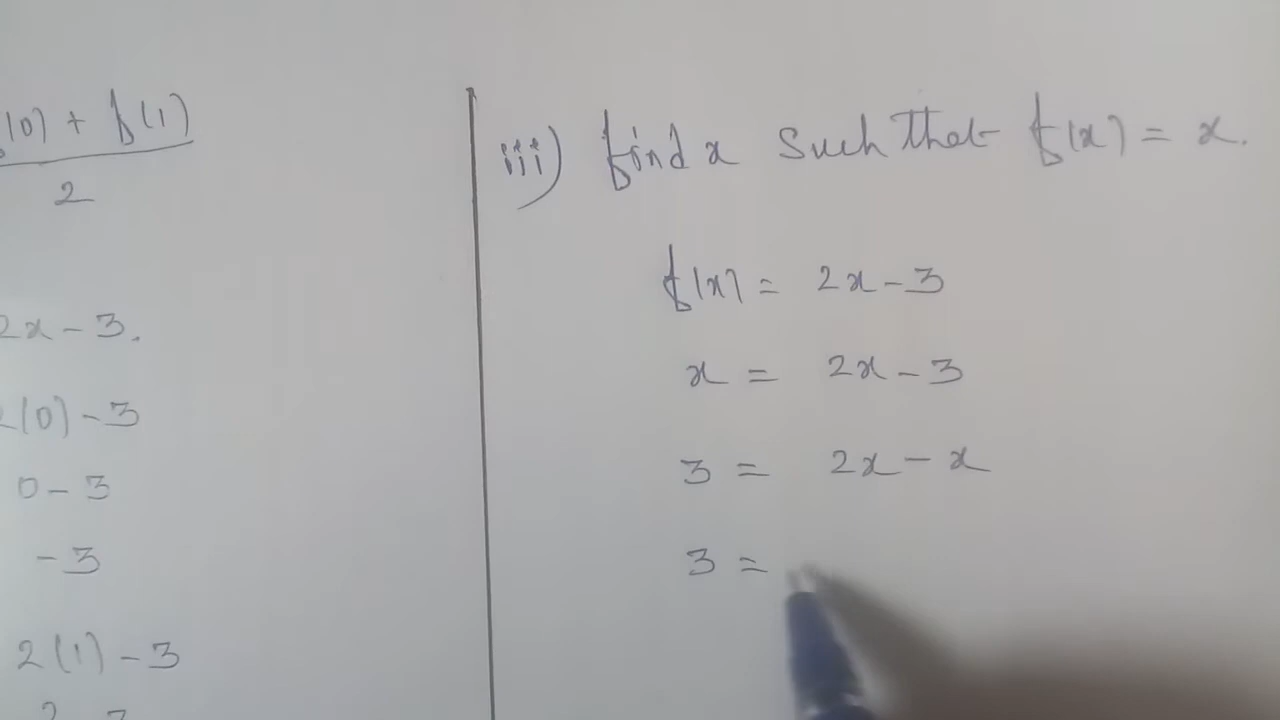 (0) + f(1)
2
2x - 3.
2(0) - 3
0 - 3
- 3
2(1) - 3
iii) find x such that f(x) = x.
f(x) = 2x - 3
x = 2x - 3
3 = 2x - x
3 =